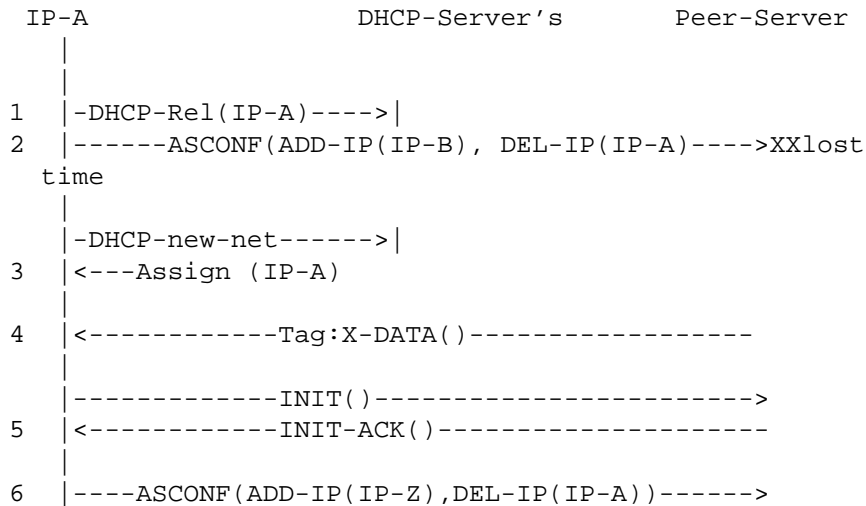 IP-A                    DHCP-Server's        Peer-Server
    |
    |
1   |-DHCP-Rel(IP-A)---->|
2   |------ASCONF(ADD-IP(IP-B), DEL-IP(IP-A)---->XXlost
   time
    |
    |-DHCP-new-net------>|
3   |<---Assign (IP-A)
    |
4   |<------------Tag:X-DATA()------------------
    |
    |-------------INIT()------------------------>
5   |<------------INIT-ACK()---------------------
    |
6   |----ASCONF(ADD-IP(IP-Z),DEL-IP(IP-A))------>